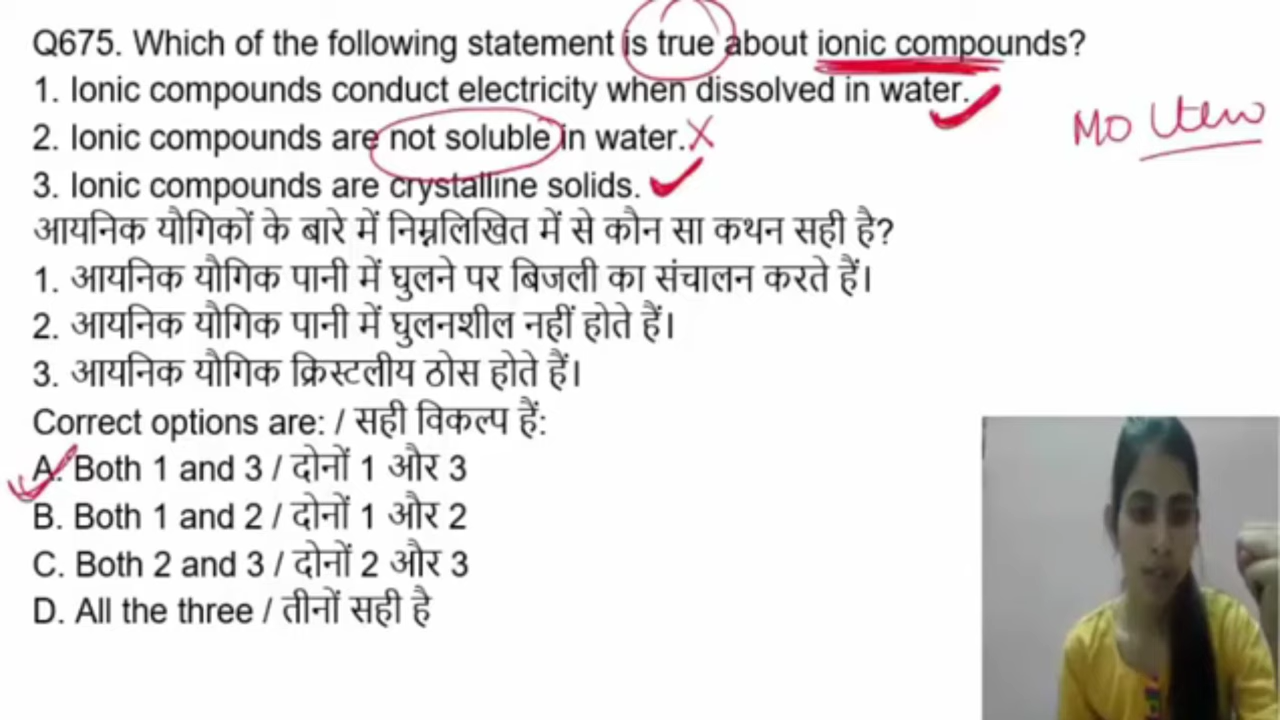 Q675. Which of the following statement is true about ionic compounds?
1. Ionic compounds conduct electricity when dissolved in water.
Molten
2. Ionic compounds are not soluble in water.
3. Ionic compounds are crystalline solids.
आयनिक यौगिकों के बारे में निम्नलिखित में से कौन सा कथन सही है?
1. आयनिक यौगिक पानी में घुलने पर बिजली का संचालन करते हैं।
2. आयनिक यौगिक पानी में घुलनशील नहीं होते हैं।
3. आयनिक यौगिक क्रिस्टलीय ठोस होते हैं।
Correct options are: / सही विकल्प हैं:
A. Both 1 and 3 / दोनों 1 और 3
B. Both 1 and 2 / दोनों 1 और 2
C. Both 2 and 3 / दोनों 2 और 3
D. All the three / तीनों सही है